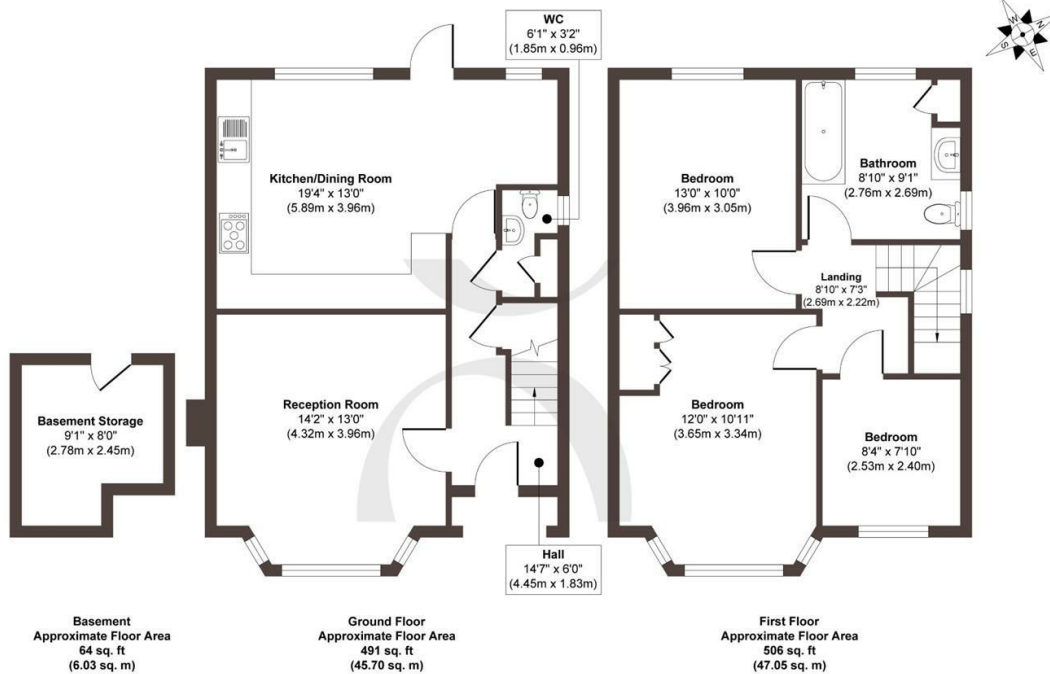 WC
6'1" x 3'2"
(1.85m x 0.96m)
W
N
S
E
Kitchen/Dining Room
19'4" x 13'0"
(5.89m x 3.96m)
Bedroom
13'0" x 10'0"
(3.96m x 3.05m)
Bathroom
8'10" x 9'1"
(2.76m x 2.69m)
Landing
8'10" x 7'3"
(2.69m x 2.22m)
Basement Storage
9'1" x 8'0"
(2.78m x 2.45m)
Reception Room
14'2" x 13'0"
(4.32m x 3.96m)
Bedroom
12'0" x 10'11"
(3.65m x 3.34m)
Bedroom
8'4" x 7'10"
(2.53m x 2.40m)
Hall
14'7" x 6'0"
(4.45m x 1.83m)
Basement
Approximate Floor Area
64 sq. ft
(6.03 sq. m)
Ground Floor
Approximate Floor Area
491 sq. ft
(45.70 sq. m)
First Floor
Approximate Floor Area
506 sq. ft
(47.05 sq. m)